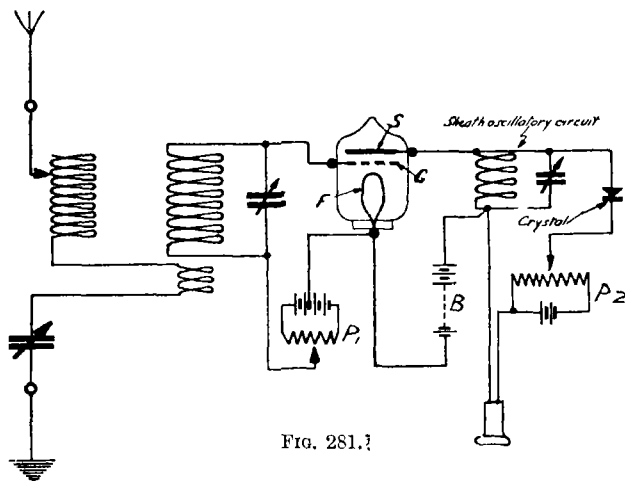 S
Sheath oscillatory circuit
G
F
Crystal
B
P1
P2
FIG. 281.